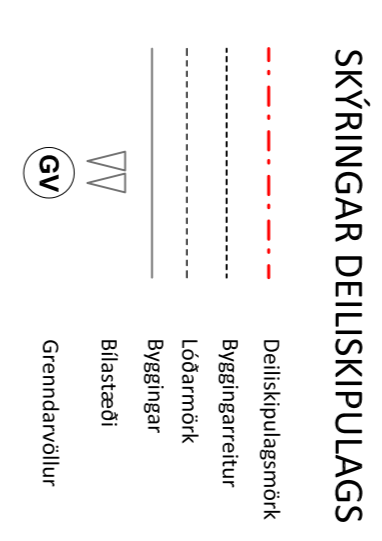 SKÝRINGAR DEILISKIPULAGS
Deiliskipulagsmörk
Byggingarreitur
Lóðarmörk
Byggingar
Bílastæði
GV
Grenndarvöllur